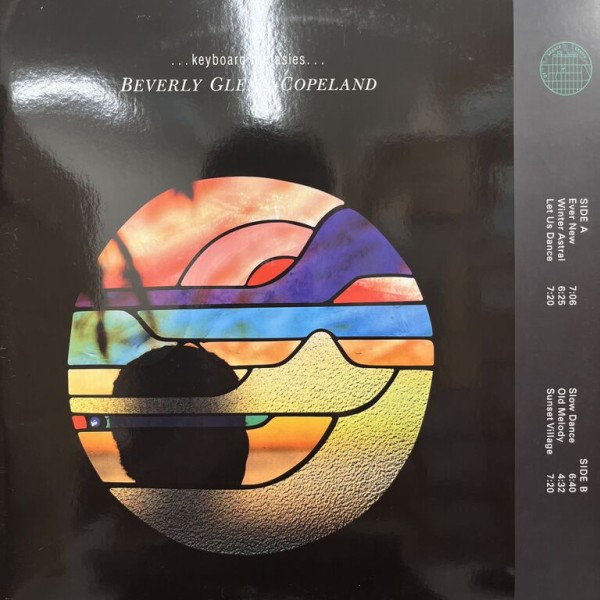 ...keyboard
BEVERLY COPELAND
SIDE A
Ever New 7:06
Winter Astral 6:25
Let Us Dance 7:20
SIDE B
Slow Dance 6:40
Old Melody 4:32
Sunset Village 7:20